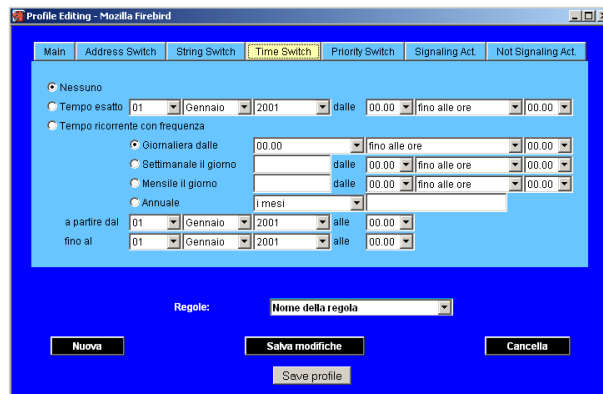 Profile Editing - Mozilla Firebird
Main Address Switch String Switch Time Switch Priority Switch Signaling Act. Not Signaling Act.
Nessuno
Tempo esatto 01 Gennaio 2001 dalle 00.00 fino alle ore 00.00
Tempo ricorrente con frequenza
Giornaliera dalle 00.00 fino alle ore 00.00
Settimanale il giorno dalle 00.00 fino alle ore 00.00
Mensile il giorno dalle 00.00 fino alle ore 00.00
Annuale i mesi
a partire dal 01 Gennaio 2001 alle 00.00
fino al 01 Gennaio 2001 alle 00.00
Regole: Nome della regola
Nuova Salva modifiche Cancella
Save profile